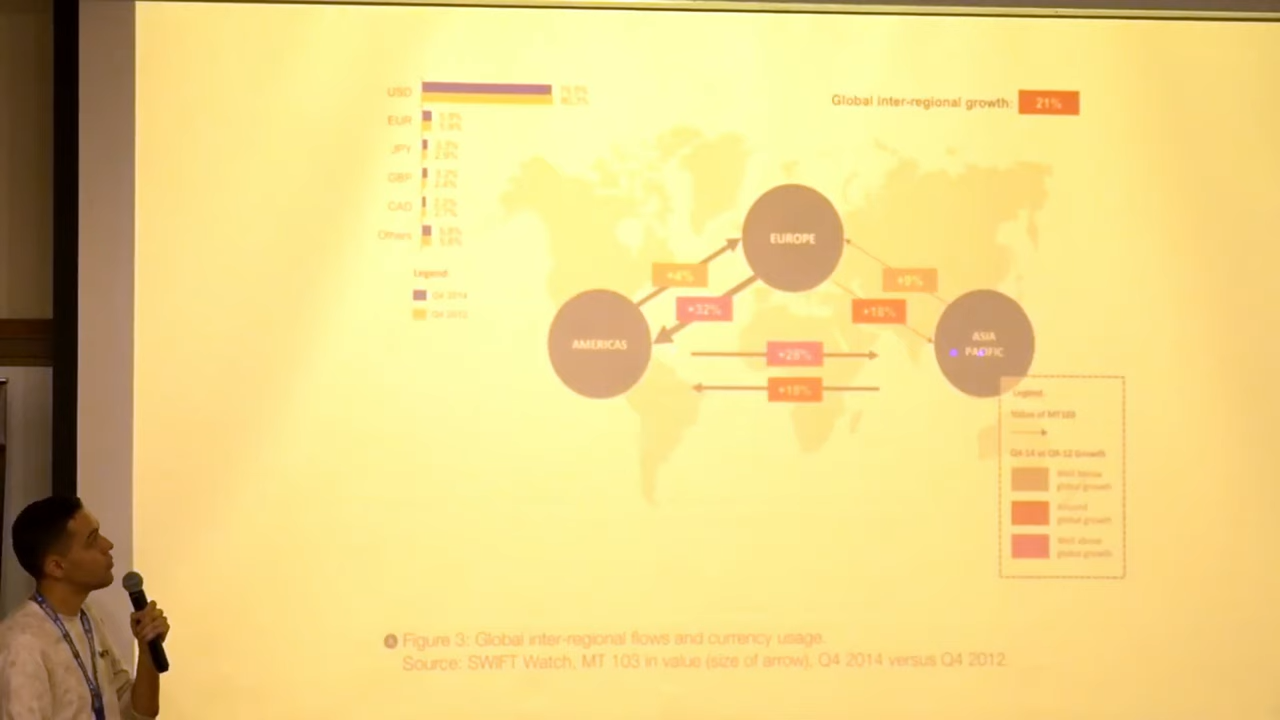 USD
EUR
JPY
GBP
CAD
Others
Legend:
Q4 2014
Q4 2012
Global inter-regional growth: 21%
EUROPE
+4%
+32%
+9%
+18%
AMERICAS
ASIA
PACIFIC
+28%
+18%
Legend:
Value of MT103
Q4-14 vs Q4-12 Growth
Well below
global growth
Around
global growth
Well above
global growth
Figure 3: Global inter-regional flows and currency usage.
Source: SWIFT Watch, MT 103 in value (size of arrow), Q4 2014 versus Q4 2012.